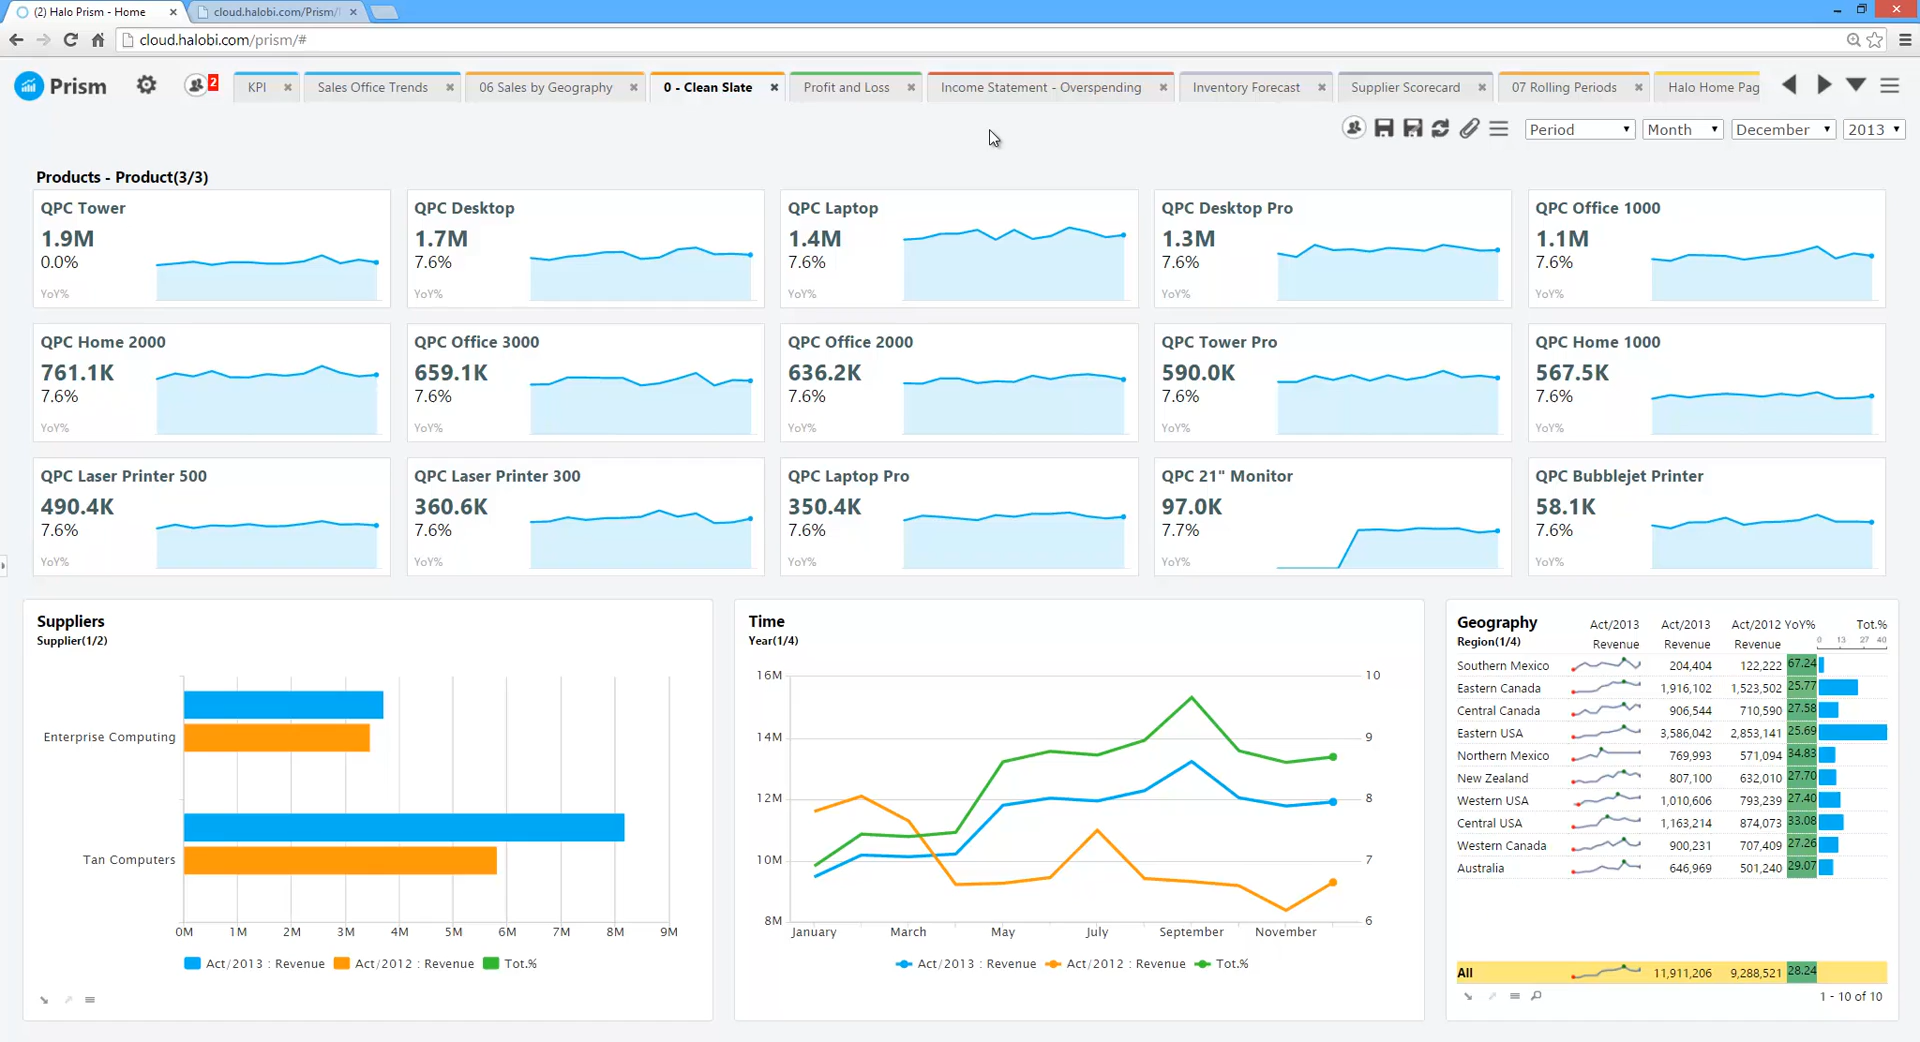 (2) Halo Prism - Home
cloud.halobi.com/Prism/
cloud.halobi.com/prism/#
Prism
2
KPI
Sales Office Trends
06 Sales by Geography
0 - Clean Slate
Profit and Loss
Income Statement - Overspending
Inventory Forecast
Supplier Scorecard
07 Rolling Periods
Halo Home Pag
Period
Month
December
2013
Products - Product(3/3)
QPC Tower
1.9M
0.0%
YoY%
QPC Desktop
1.7M
7.6%
YoY%
QPC Laptop
1.4M
7.6%
YoY%
QPC Desktop Pro
1.3M
7.6%
YoY%
QPC Office 1000
1.1M
7.6%
YoY%
QPC Home 2000
761.1K
7.6%
YoY%
QPC Office 3000
659.1K
7.6%
YoY%
QPC Office 2000
636.2K
7.6%
YoY%
QPC Tower Pro
590.0K
7.6%
YoY%
QPC Home 1000
567.5K
7.6%
YoY%
QPC Laser Printer 500
490.4K
7.6%
YoY%
QPC Laser Printer 300
360.6K
7.6%
YoY%
QPC Laptop Pro
350.4K
7.6%
YoY%
QPC 21" Monitor
97.0K
7.7%
YoY%
QPC Bubblejet Printer
58.1K
7.6%
YoY%
Suppliers
Supplier(1/2)
Enterprise Computing
Tan Computers
0M 1M 2M 3M 4M 5M 6M 7M 8M 9M
Act/2013 : Revenue Act/2012 : Revenue Tot.%
Time
Year(1/4)
16M 10
14M 9
12M 8
10M 7
8M 6
January March May July September November
Act/2013 : Revenue Act/2012 : Revenue Tot.%
Geography Act/2013 Act/2013 Act/2012 YoY% Tot.%
Region(1/4) Revenue Revenue Revenue 0 13 27 40
Southern Mexico 204,404 122,222 67.24
Eastern Canada 1,916,102 1,523,502 25.77
Central Canada 906,544 710,590 27.58
Eastern USA 3,586,042 2,853,141 25.69
Northern Mexico 769,993 571,094 34.83
New Zealand 807,100 632,010 27.70
Western USA 1,010,606 793,239 27.40
Central USA 1,163,214 874,073 33.08
Western Canada 900,231 707,409 27.26
Australia 646,969 501,240 29.07
All 11,911,206 9,288,521 28.24
1 - 10 of 10